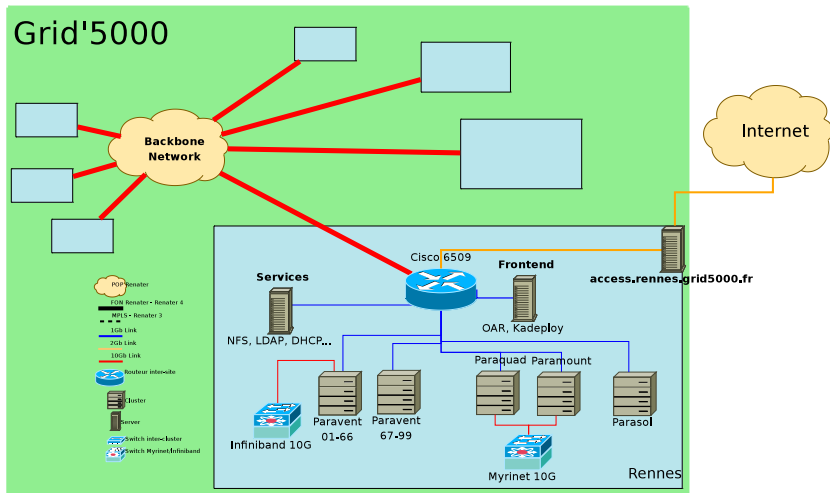 Grid'5000
Internet
Backbone
Network
Cisco 6509
access.rennes.grid5000.fr
Services
Frontend
NFS, LDAP, DHCP...
OAR, Kadeploy
POP Renater
FON Renater - Renater 4
MPLS - Renater 3
1Gb Link
2Gb Link
10Gb Link
Routeur inter-site
Cluster
Server
Switch inter-cluster
Switch Myrinet/Infiniband
Paraquad
Paramount
Infiniband 10G
Paravent
01-66
Paravent
67-99
Parasol
Myrinet 10G
Rennes